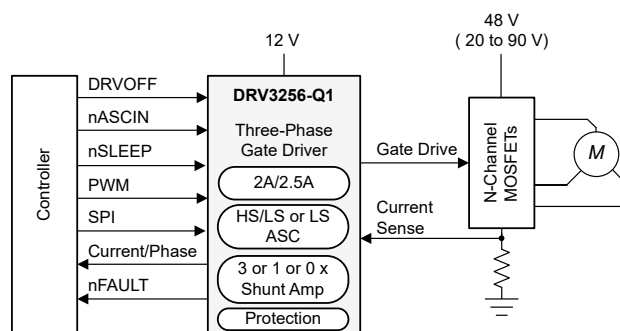 48 V
( 20 to 90 V)
12 V
Controller
DRVOFF
nASCIN
nSLEEP
PWM
SPI
Current/Phase
nFAULT
DRV3256-Q1
Three-Phase
Gate Driver
2A/2.5A
HS/LS or LS
ASC
3 or 1 or 0 x
Shunt Amp
Protection
Gate Drive
Current
Sense
N-Channel
MOSFETs
M